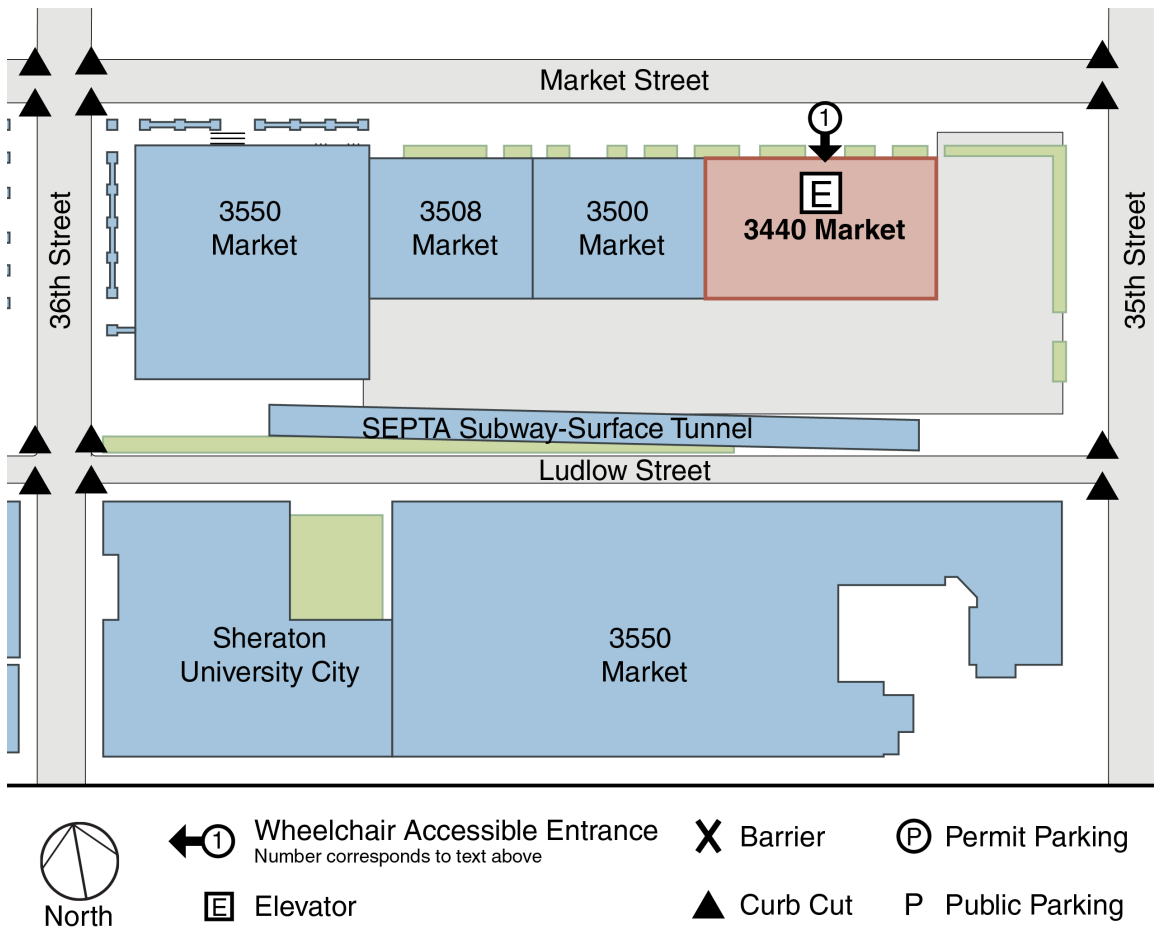 Market Street
1
E
3550
Market
3508
Market
3500
Market
3440 Market
36th Street
35th Street
SEPTA Subway-Surface Tunnel
Ludlow Street
Sheraton
University City
3550
Market
North
1
Wheelchair Accessible Entrance
Number corresponds to text above
E
Elevator
Barrier
Curb Cut
P
Permit Parking
P
Public Parking